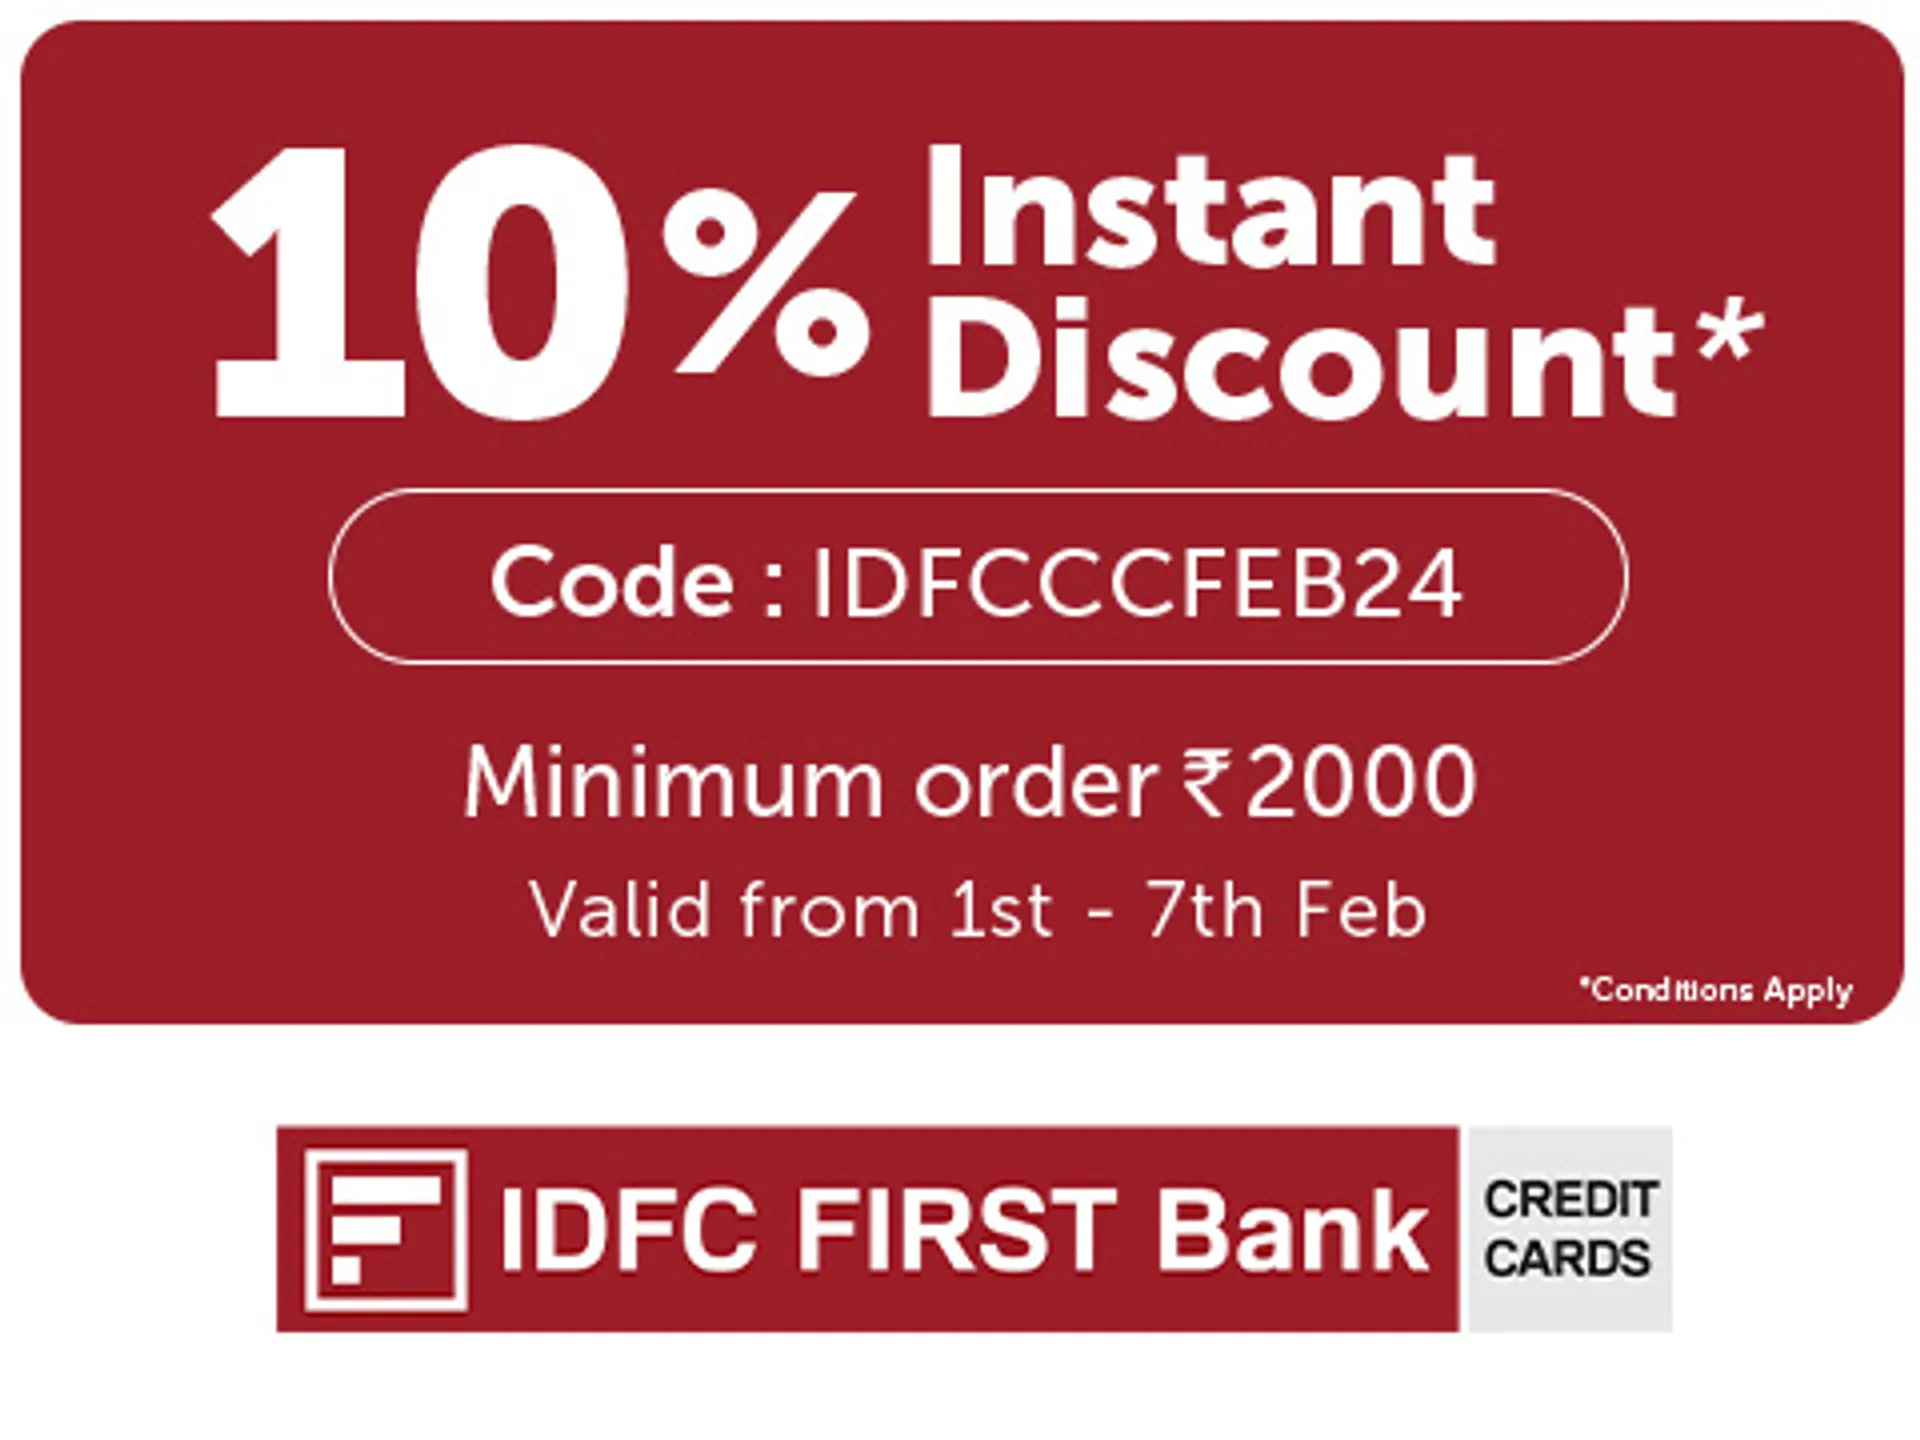 10% Instant
Discount*
Code : IDFCCCFEB24
Minimum order ₹2000
Valid from 1st - 7th Feb
*Conditions Apply
IDFC FIRST Bank
CREDIT
CARDS